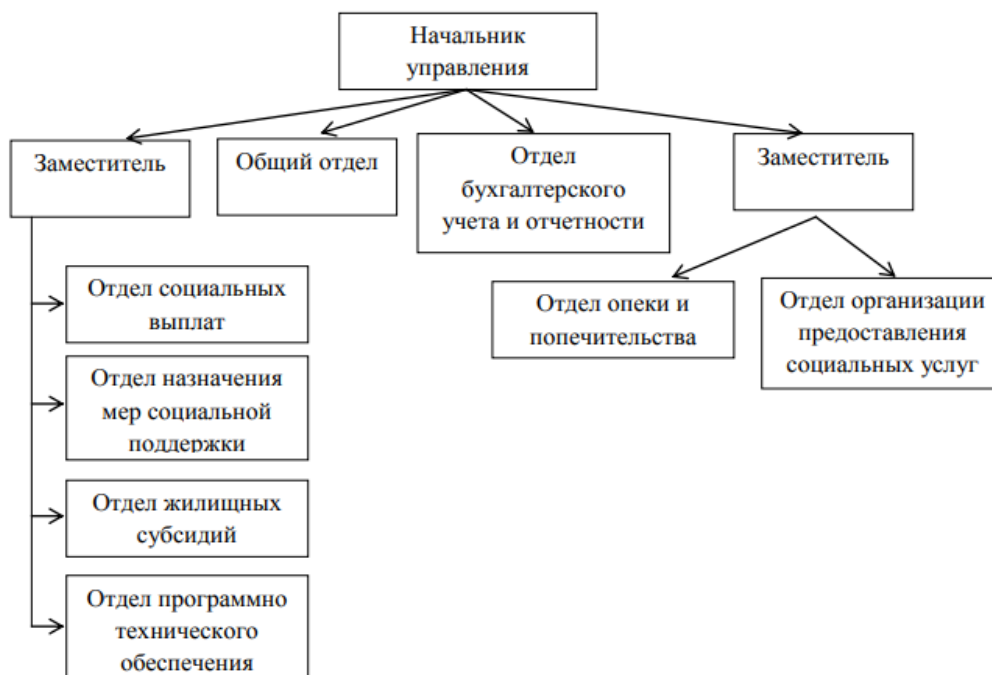 Начальник
управления
Заместитель
Общий отдел
Отдел
бухгалтерского
учета и отчетности
Заместитель
Отдел социальных
выплат
Отдел назначения
мер социальной
поддержки
Отдел жилищных
субсидий
Отдел программно
технического
обеспечения
Отдел опеки и
попечительства
Отдел организации
предоставления
социальных услуг